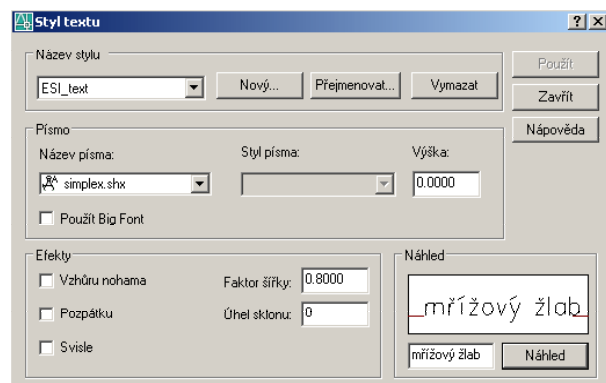 Styl textu
Název stylu
ESI_text
Nový...
Přejmenovat...
Vymazat
Použít
Zavřít
Nápověda
Písmo
Název písma:
Styl písma:
Výška:
simplex.shx
0.0000
Použít Big Font
Efekty
Vzhůru nohama
Faktor šířky:
0.8000
Pozpátku
Úhel sklonu:
0
Svisle
Náhled
mřížový žlab
mřížový žlab
Náhled